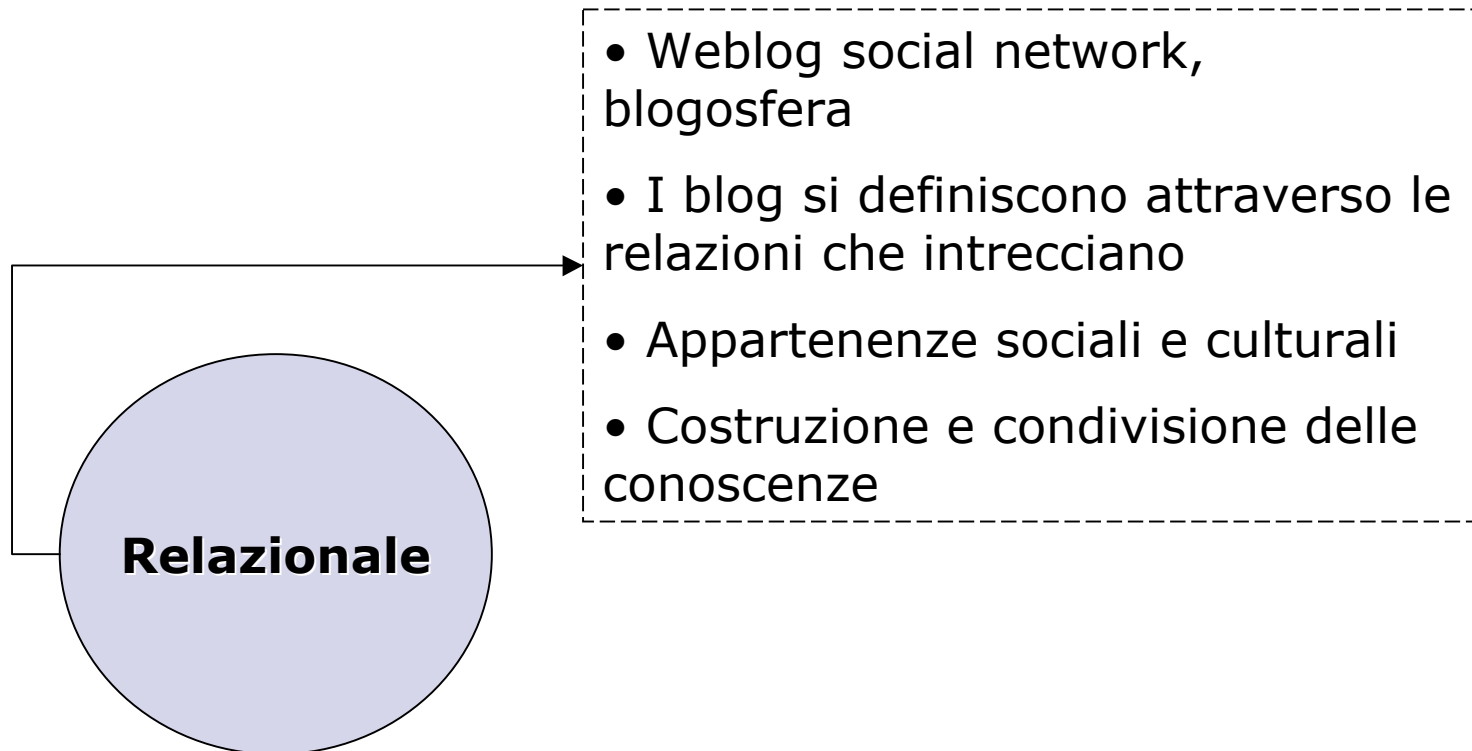 • Weblog social network,
blogosfera
• I blog si definiscono attraverso le
relazioni che intrecciano
• Appartenenze sociali e culturali
• Costruzione e condivisione delle
conoscenze
Relazionale